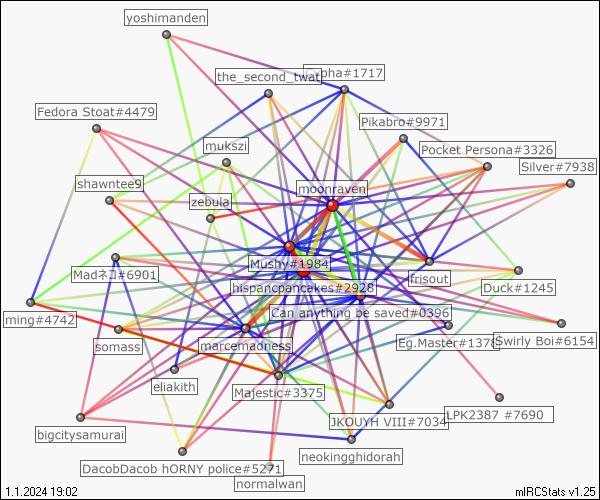 yoshimanden
the_second_twat
pha#1717
Fedora Stoat#4479
Pikabro#9971
mukszi
Pocket Persona#3326
Silver#7938
shawntee9
moonraven
zebula
Mushy#1984
Madネコ#6901
frisout
hispancpancakes#2928
Duck#1245
ming#4742
Can anything be saved#0396
somass
marcemadness
Eg.Master#1378
Swirly Boi#6154
eliakith
Majestic#3375
LPK2387 #7690
JKOUYH VIII#7034
bigcitysamurai
neokingghidorah
DacobDacob hORNY police#5271
normalwan
1.1.2024 19:02
mIRCStats v1.25